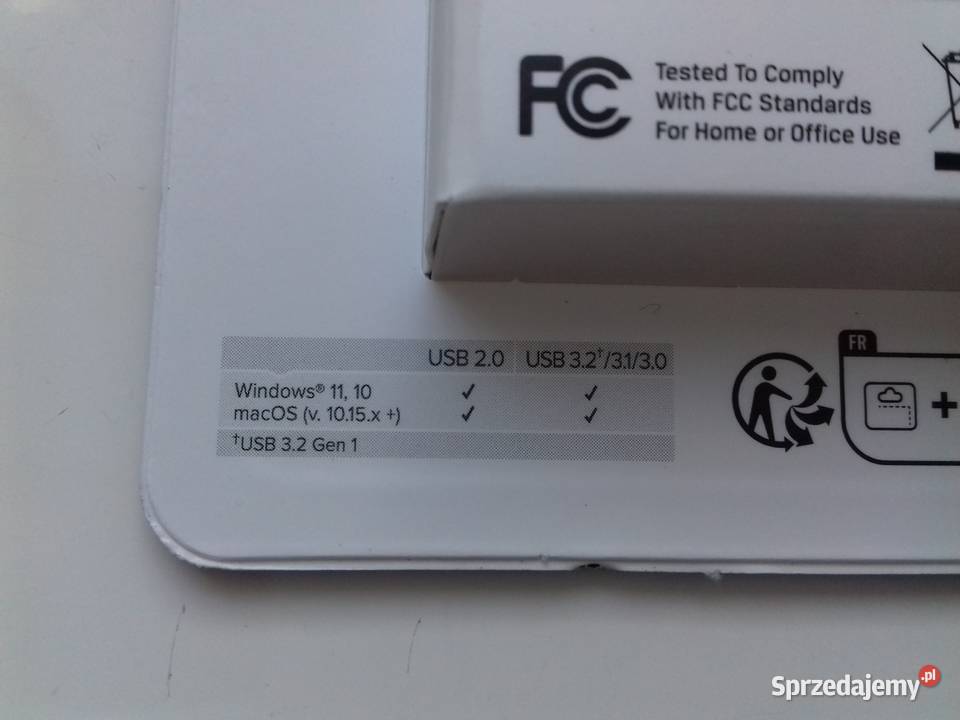 FC Tested To Comply
With FCC Standards
For Home or Office Use
USB 2.0 USB 3.2†/3.1/3.0
Windows® 11, 10 ✓ ✓
macOS (v. 10.15.x +) ✓ ✓
†USB 3.2 Gen 1
FR
+
Sprzedajemy.pl